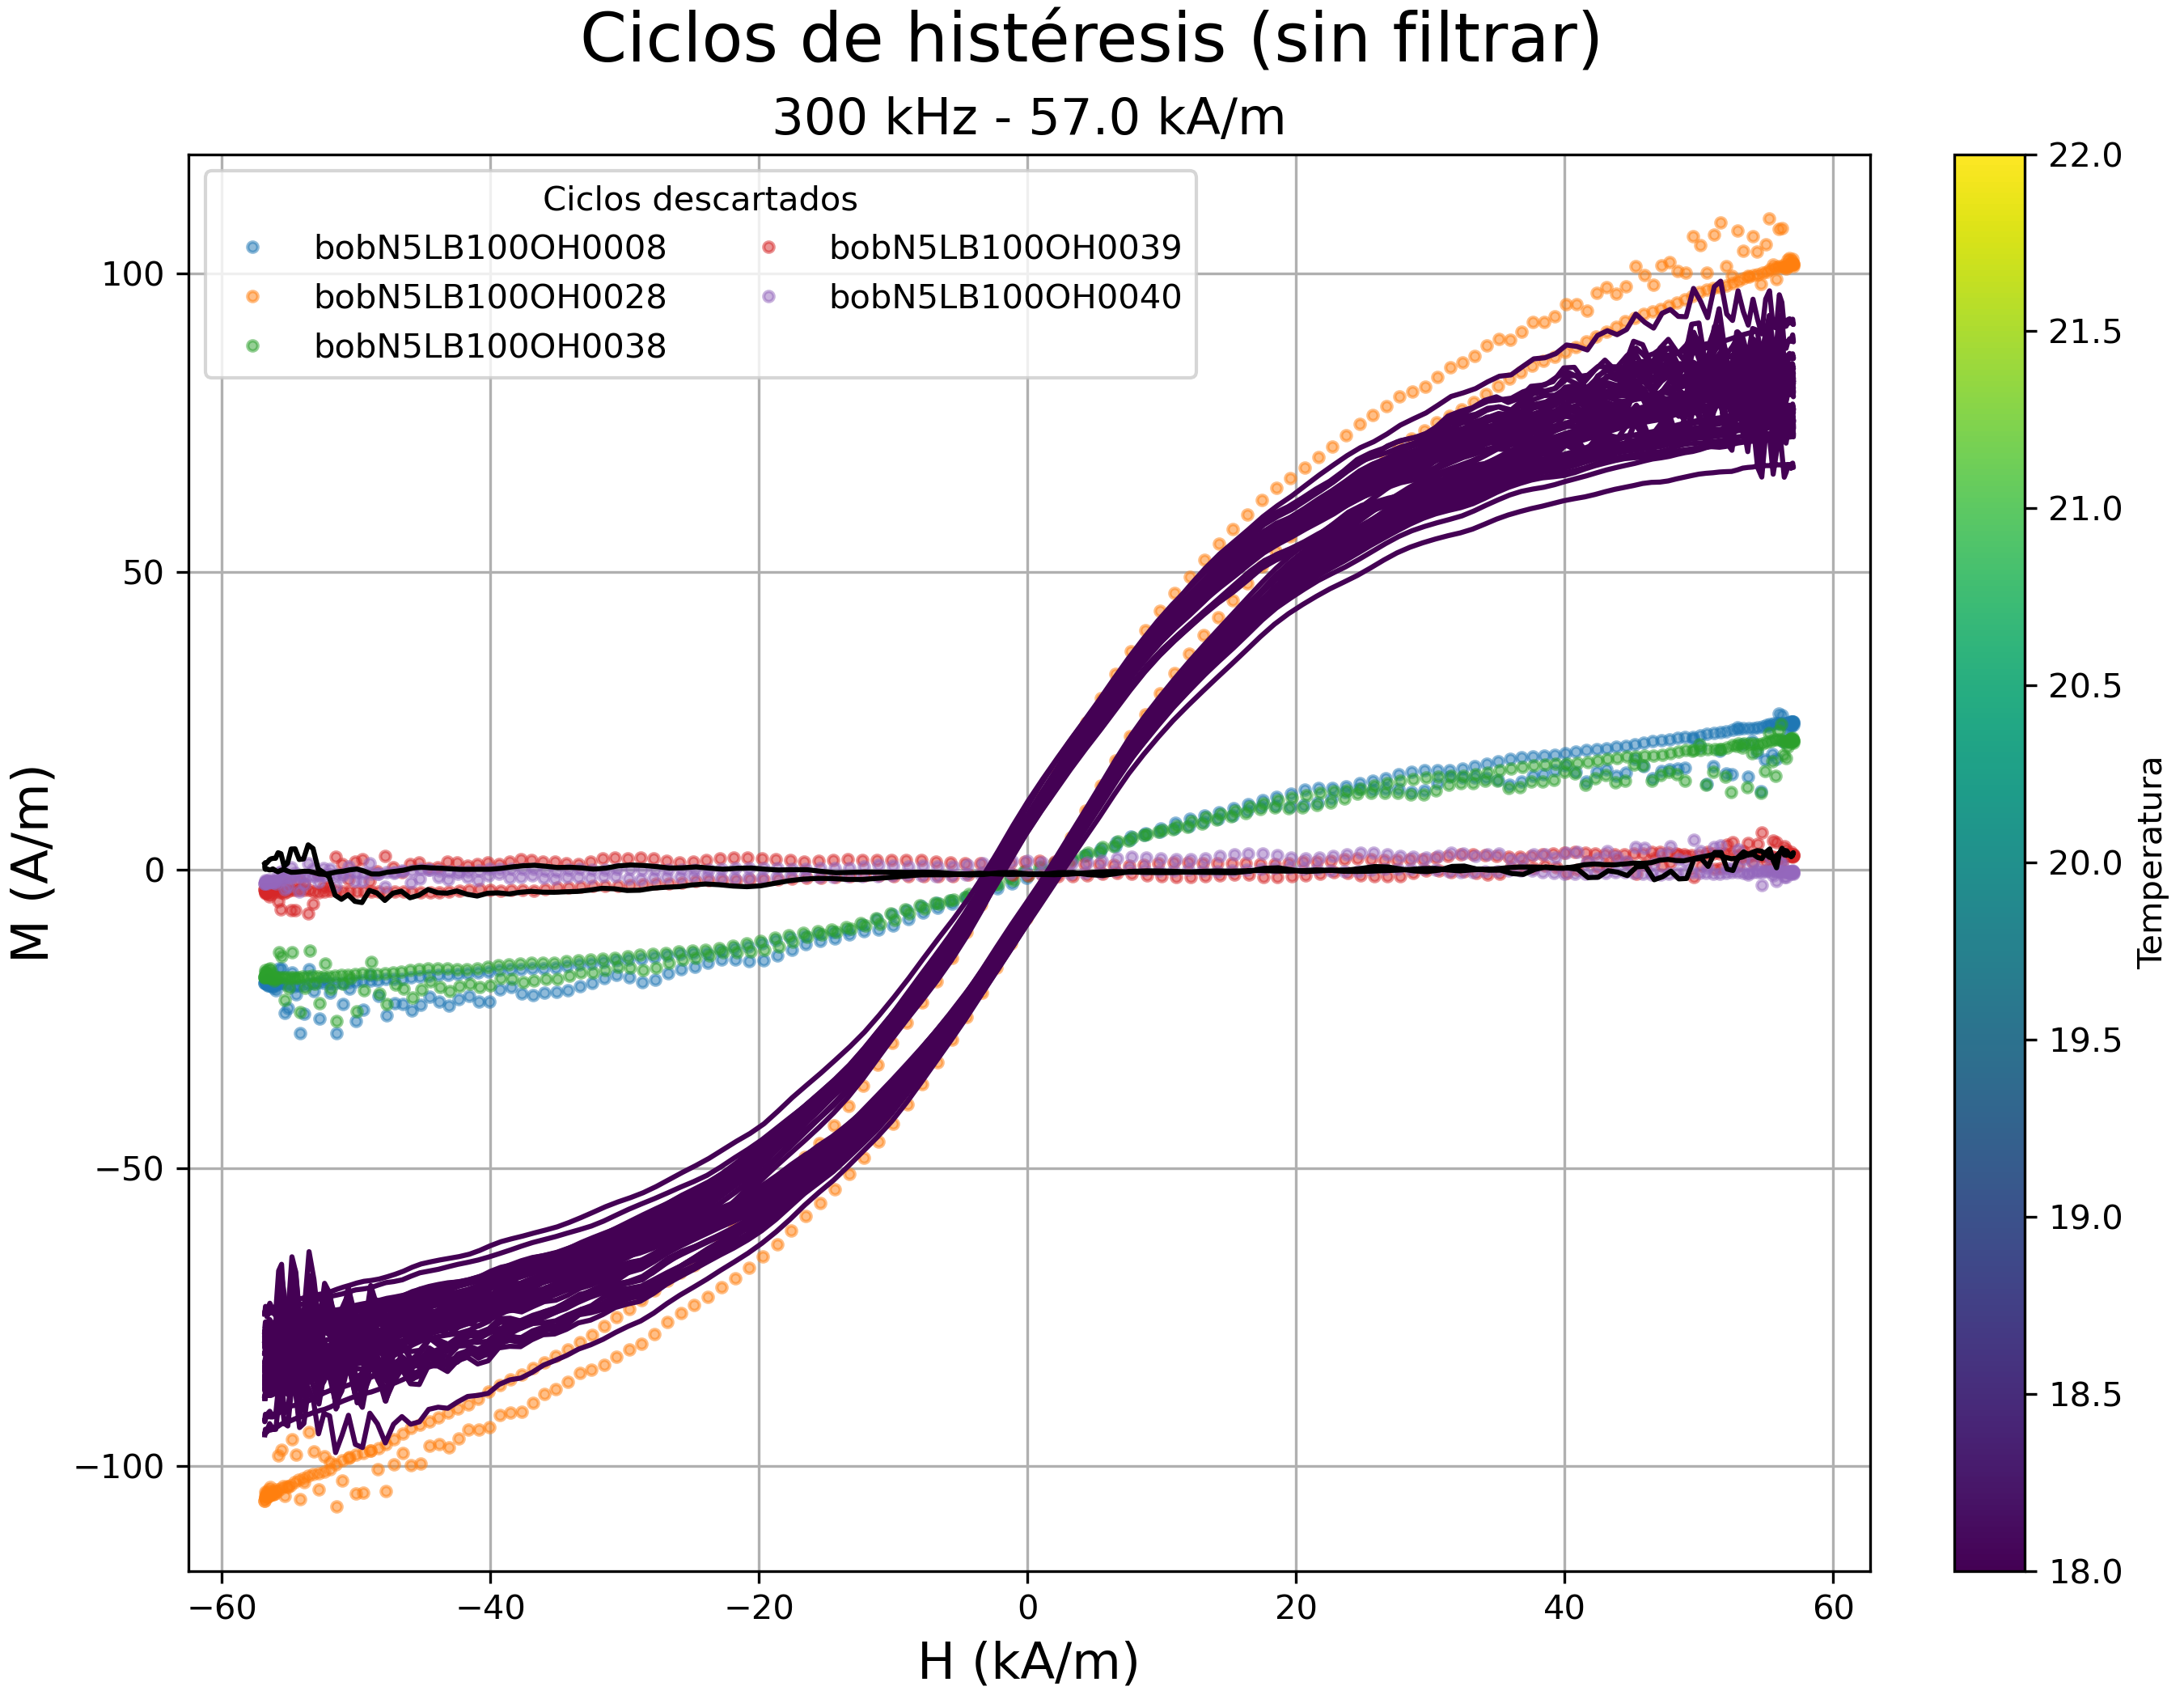 Ciclos de histéresis (sin filtrar)
300 kHz - 57.0 kA/m
Ciclos descartados
bobN5LB100OH0008
bobN5LB100OH0028
bobN5LB100OH0038
bobN5LB100OH0039
bobN5LB100OH0040
100
50
0
−50
−100
M (A/m)
−60 −40 −20 0 20 40 60
H (kA/m)
22.0
21.5
21.0
20.5
20.0
19.5
19.0
18.5
18.0
Temperatura